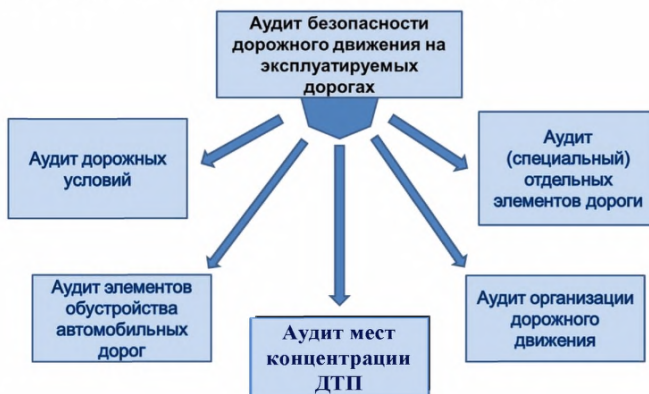 Аудит безопасности
дорожного движения на
эксплуатируемых
дорогах
Аудит дорожных
условий
Аудит
(специальный)
отдельных
элементов дороги
Аудит элементов
обустройства
автомобильных
дорог
Аудит мест
концентрации
ДТП
Аудит организации
дорожного
движения